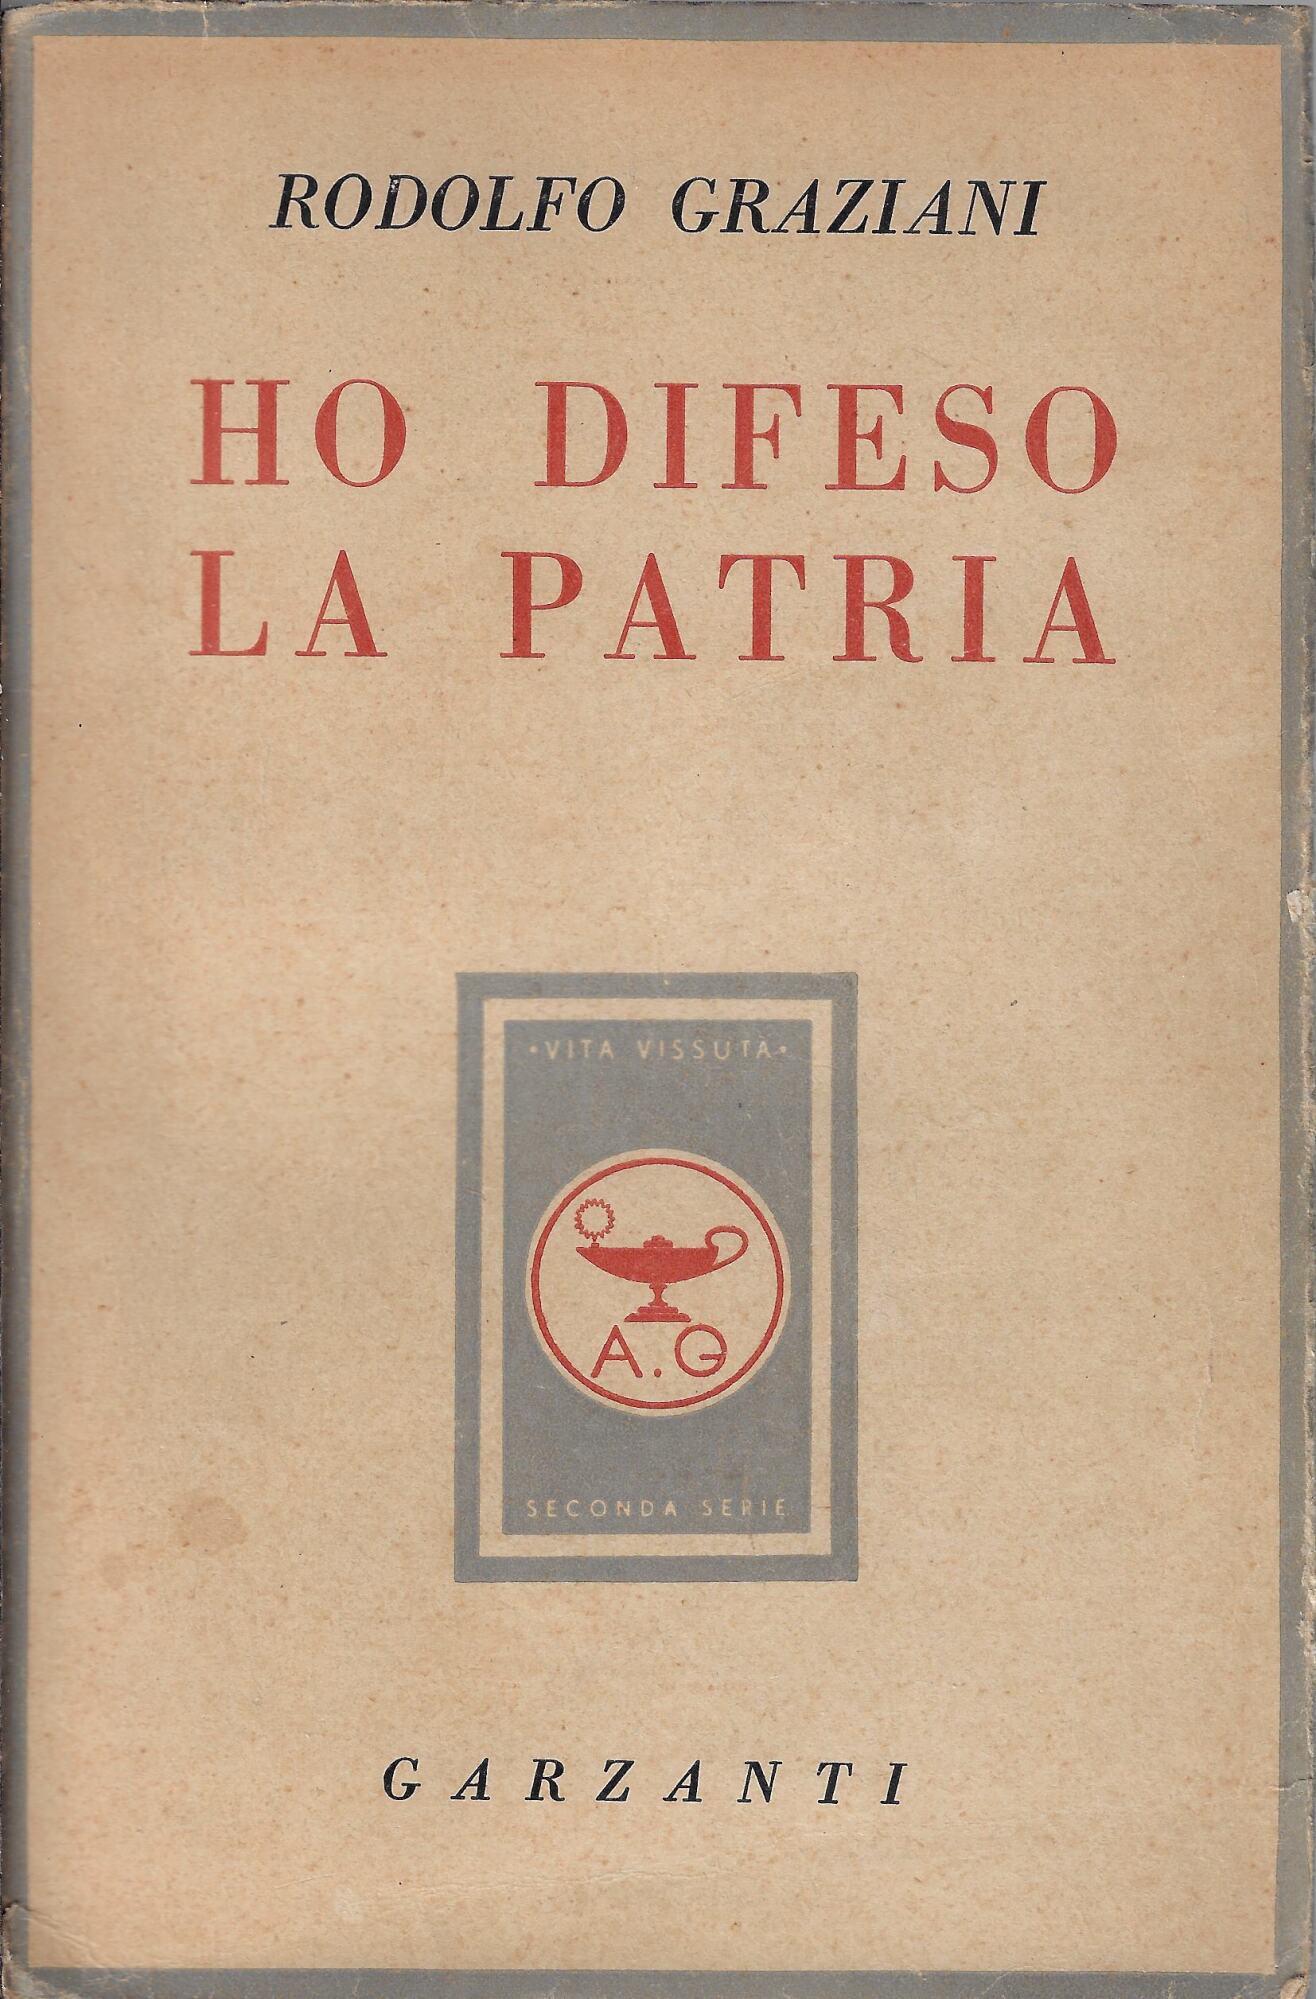 RODOLFO GRAZIANI
HO DIFESO
LA PATRIA
·VITA VISSUTA·
A.G
SECONDA SERIE
GARZANTI